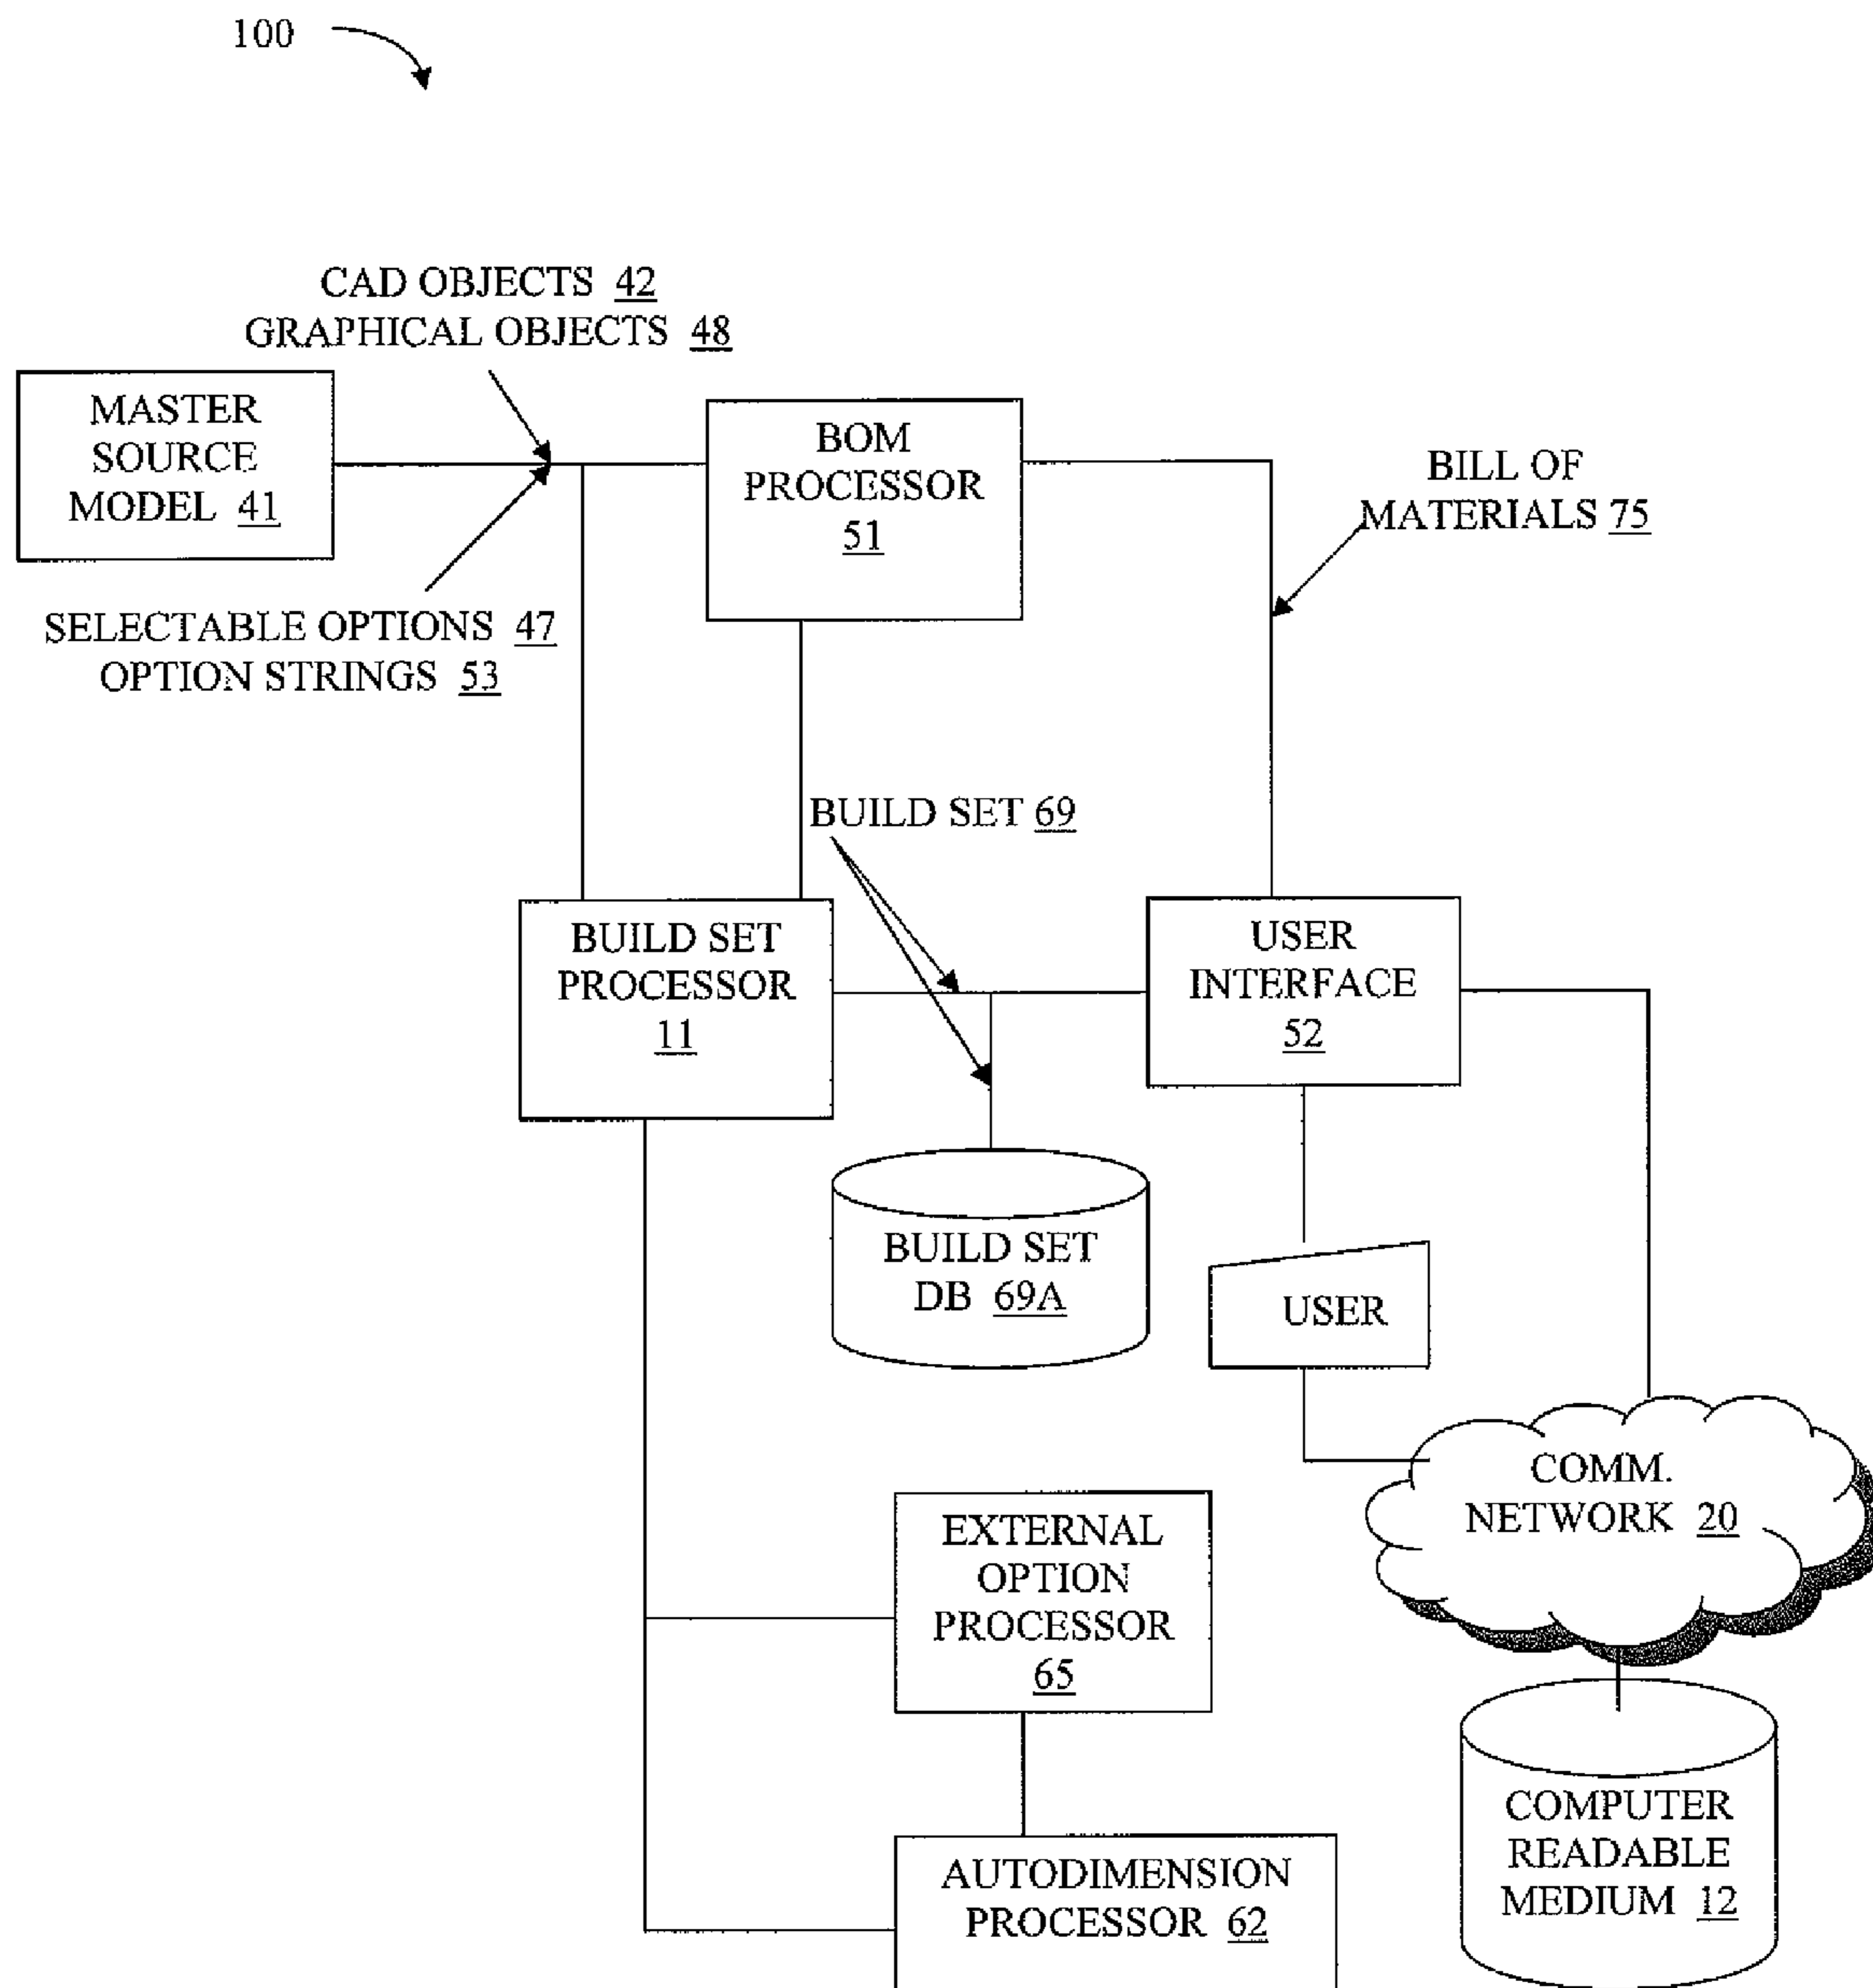 100
CAD OBJECTS 42
GRAPHICAL OBJECTS 48
MASTER
SOURCE
MODEL 41
BOM
PROCESSOR
51
BILL OF
MATERIALS 75
SELECTABLE OPTIONS 47
OPTION STRINGS 53
BUILD SET 69
BUILD SET
PROCESSOR
11
USER
INTERFACE
52
BUILD SET
DB 69A
USER
COMM.
NETWORK 20
EXTERNAL
OPTION
PROCESSOR
65
COMPUTER
READABLE
MEDIUM 12
AUTODIMENSION
PROCESSOR 62